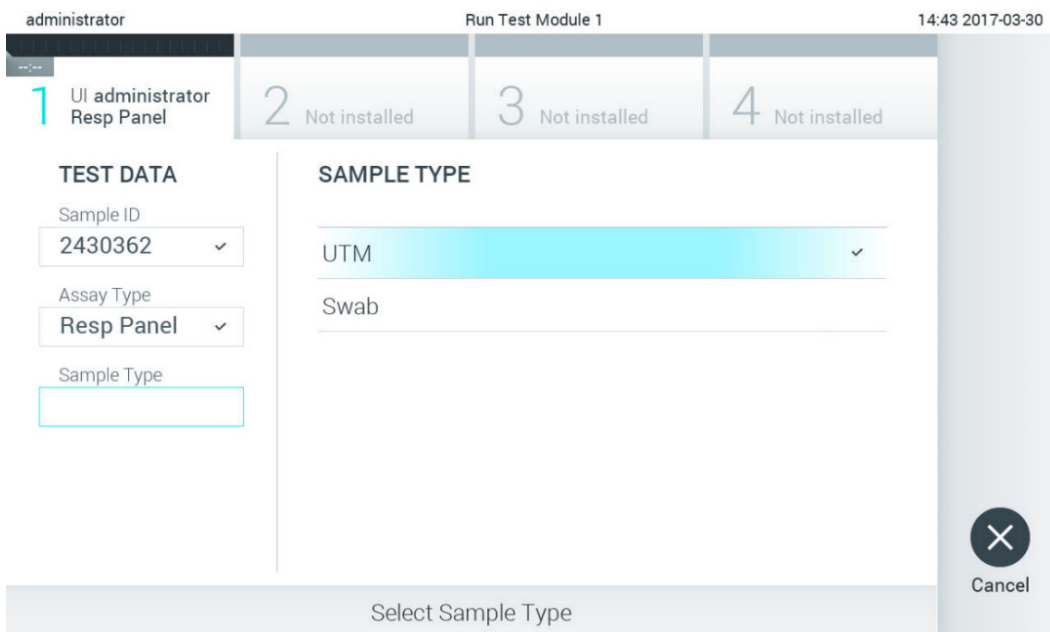 administrator
Run Test Module 1
14:43 2017-03-30
--:--
1 UI administrator
Resp Panel
2 Not installed
3 Not installed
4 Not installed
TEST DATA
Sample ID
2430362
Assay Type
Resp Panel
Sample Type
SAMPLE TYPE
UTM
Swab
Cancel
Select Sample Type